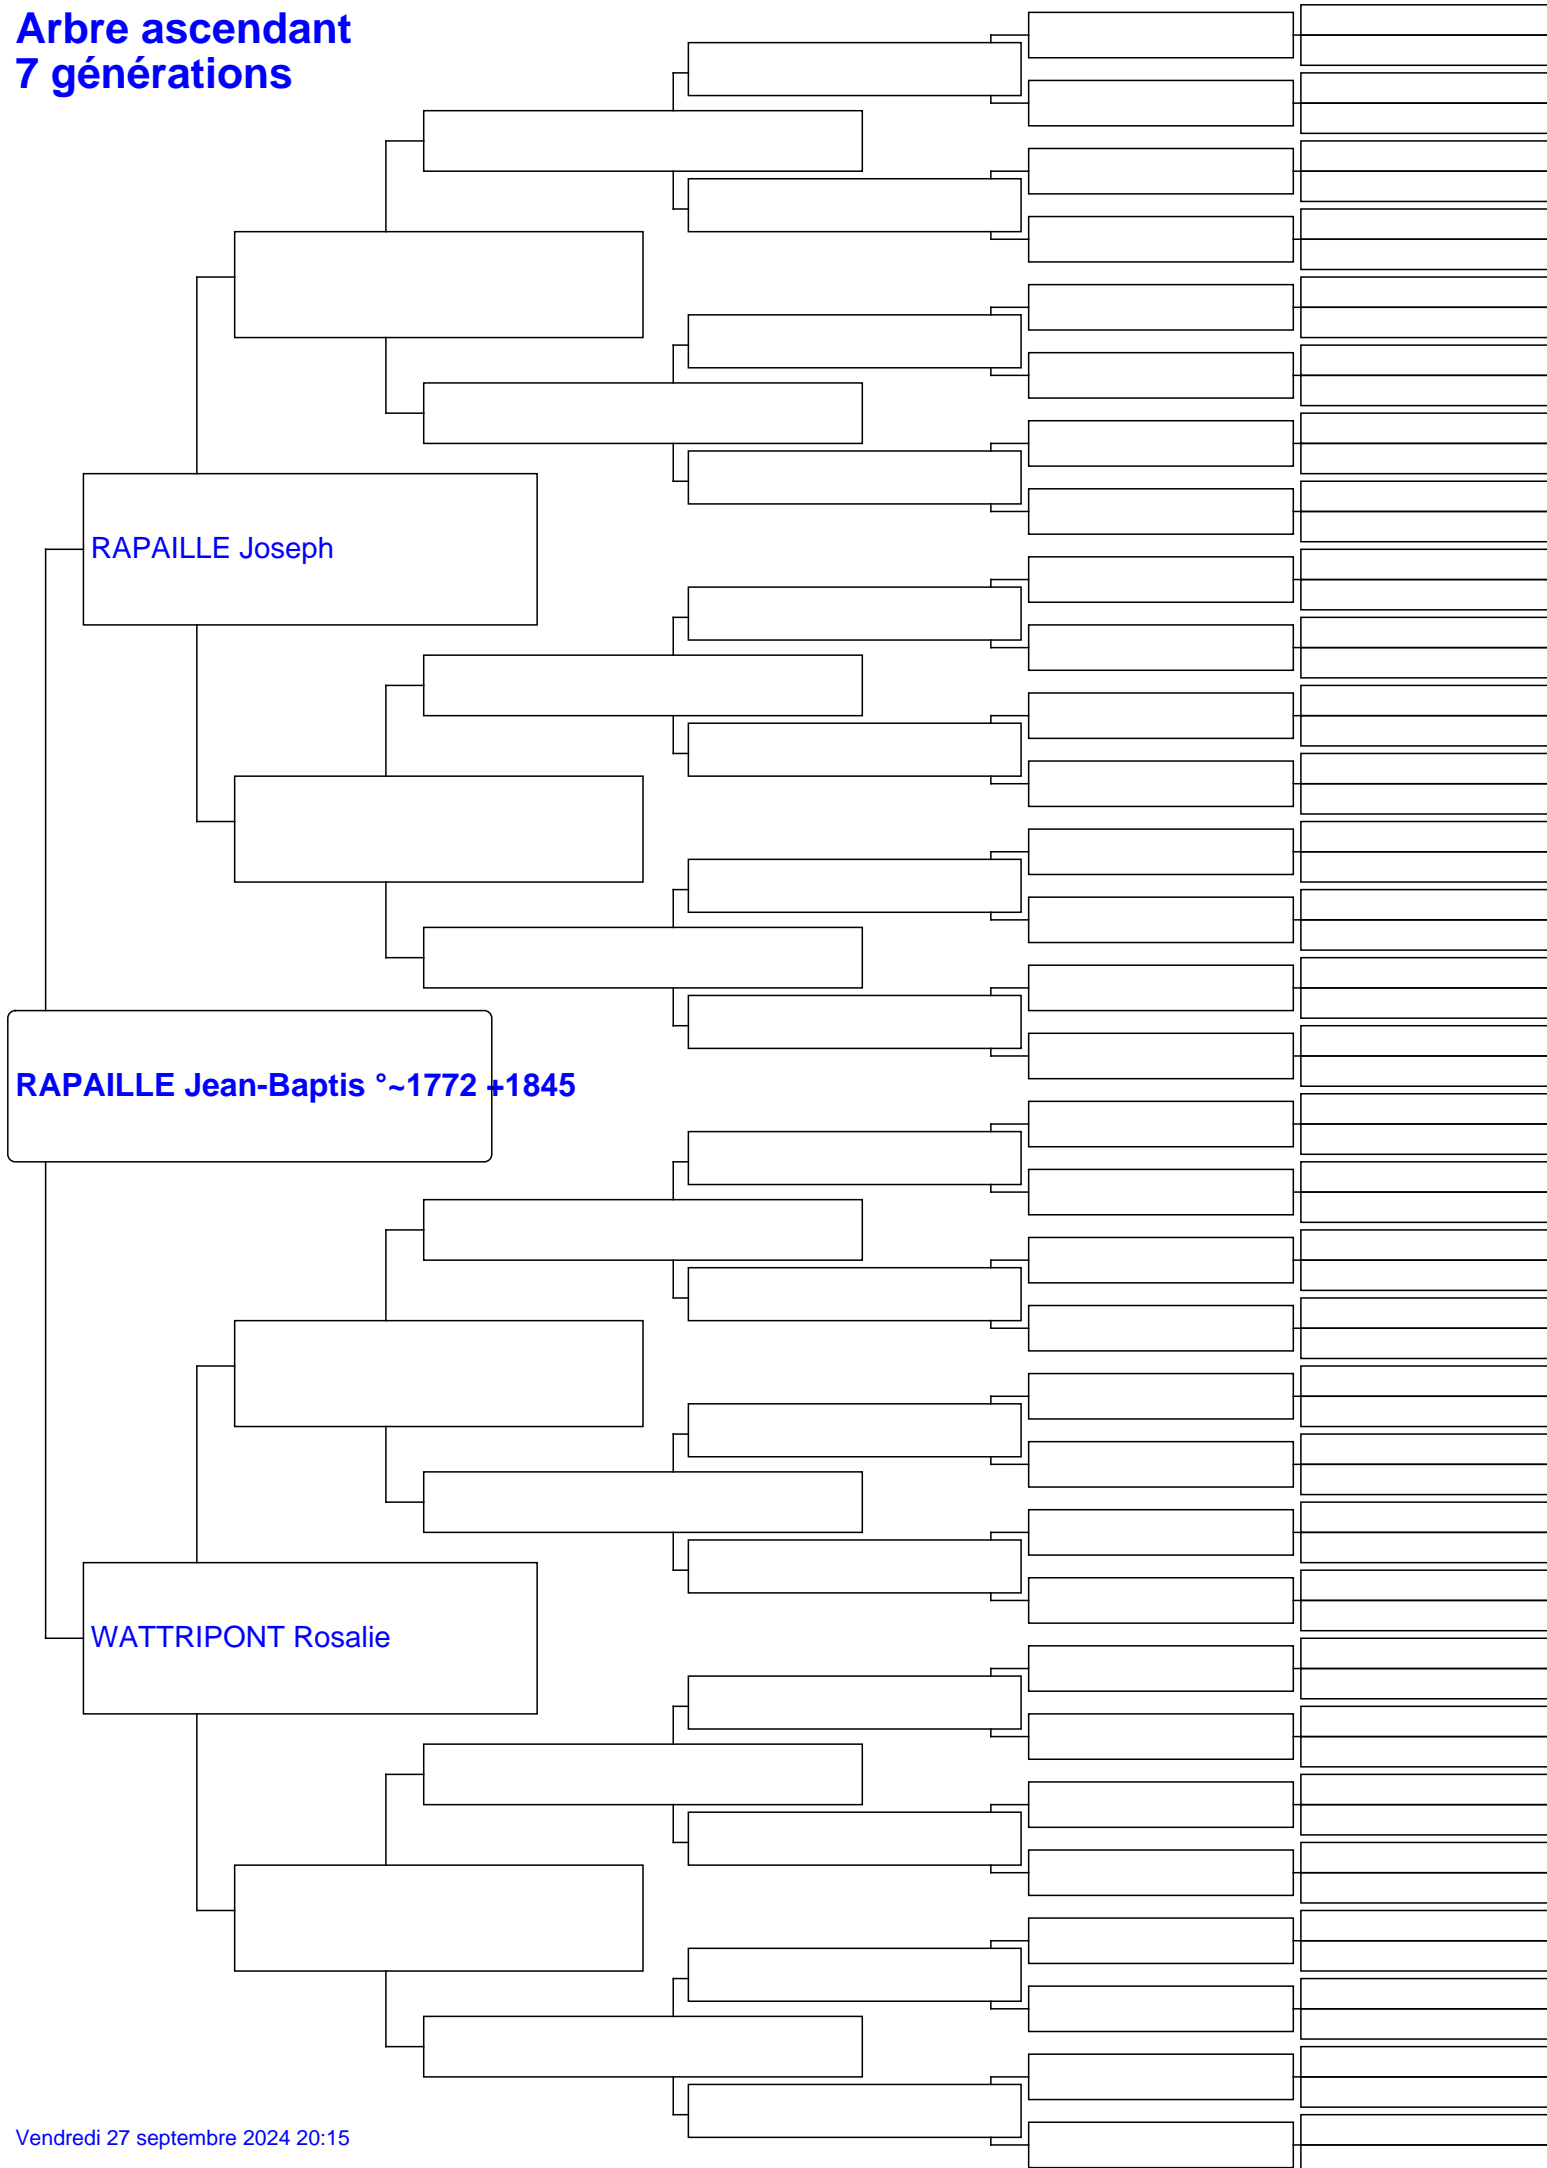 Arbre ascendant
7 générations
RAPAILLE Joseph
RAPAILLE Jean-Baptis °~1772 +1845
WATTRIPONT Rosalie
Vendredi 27 septembre 2024 20:15